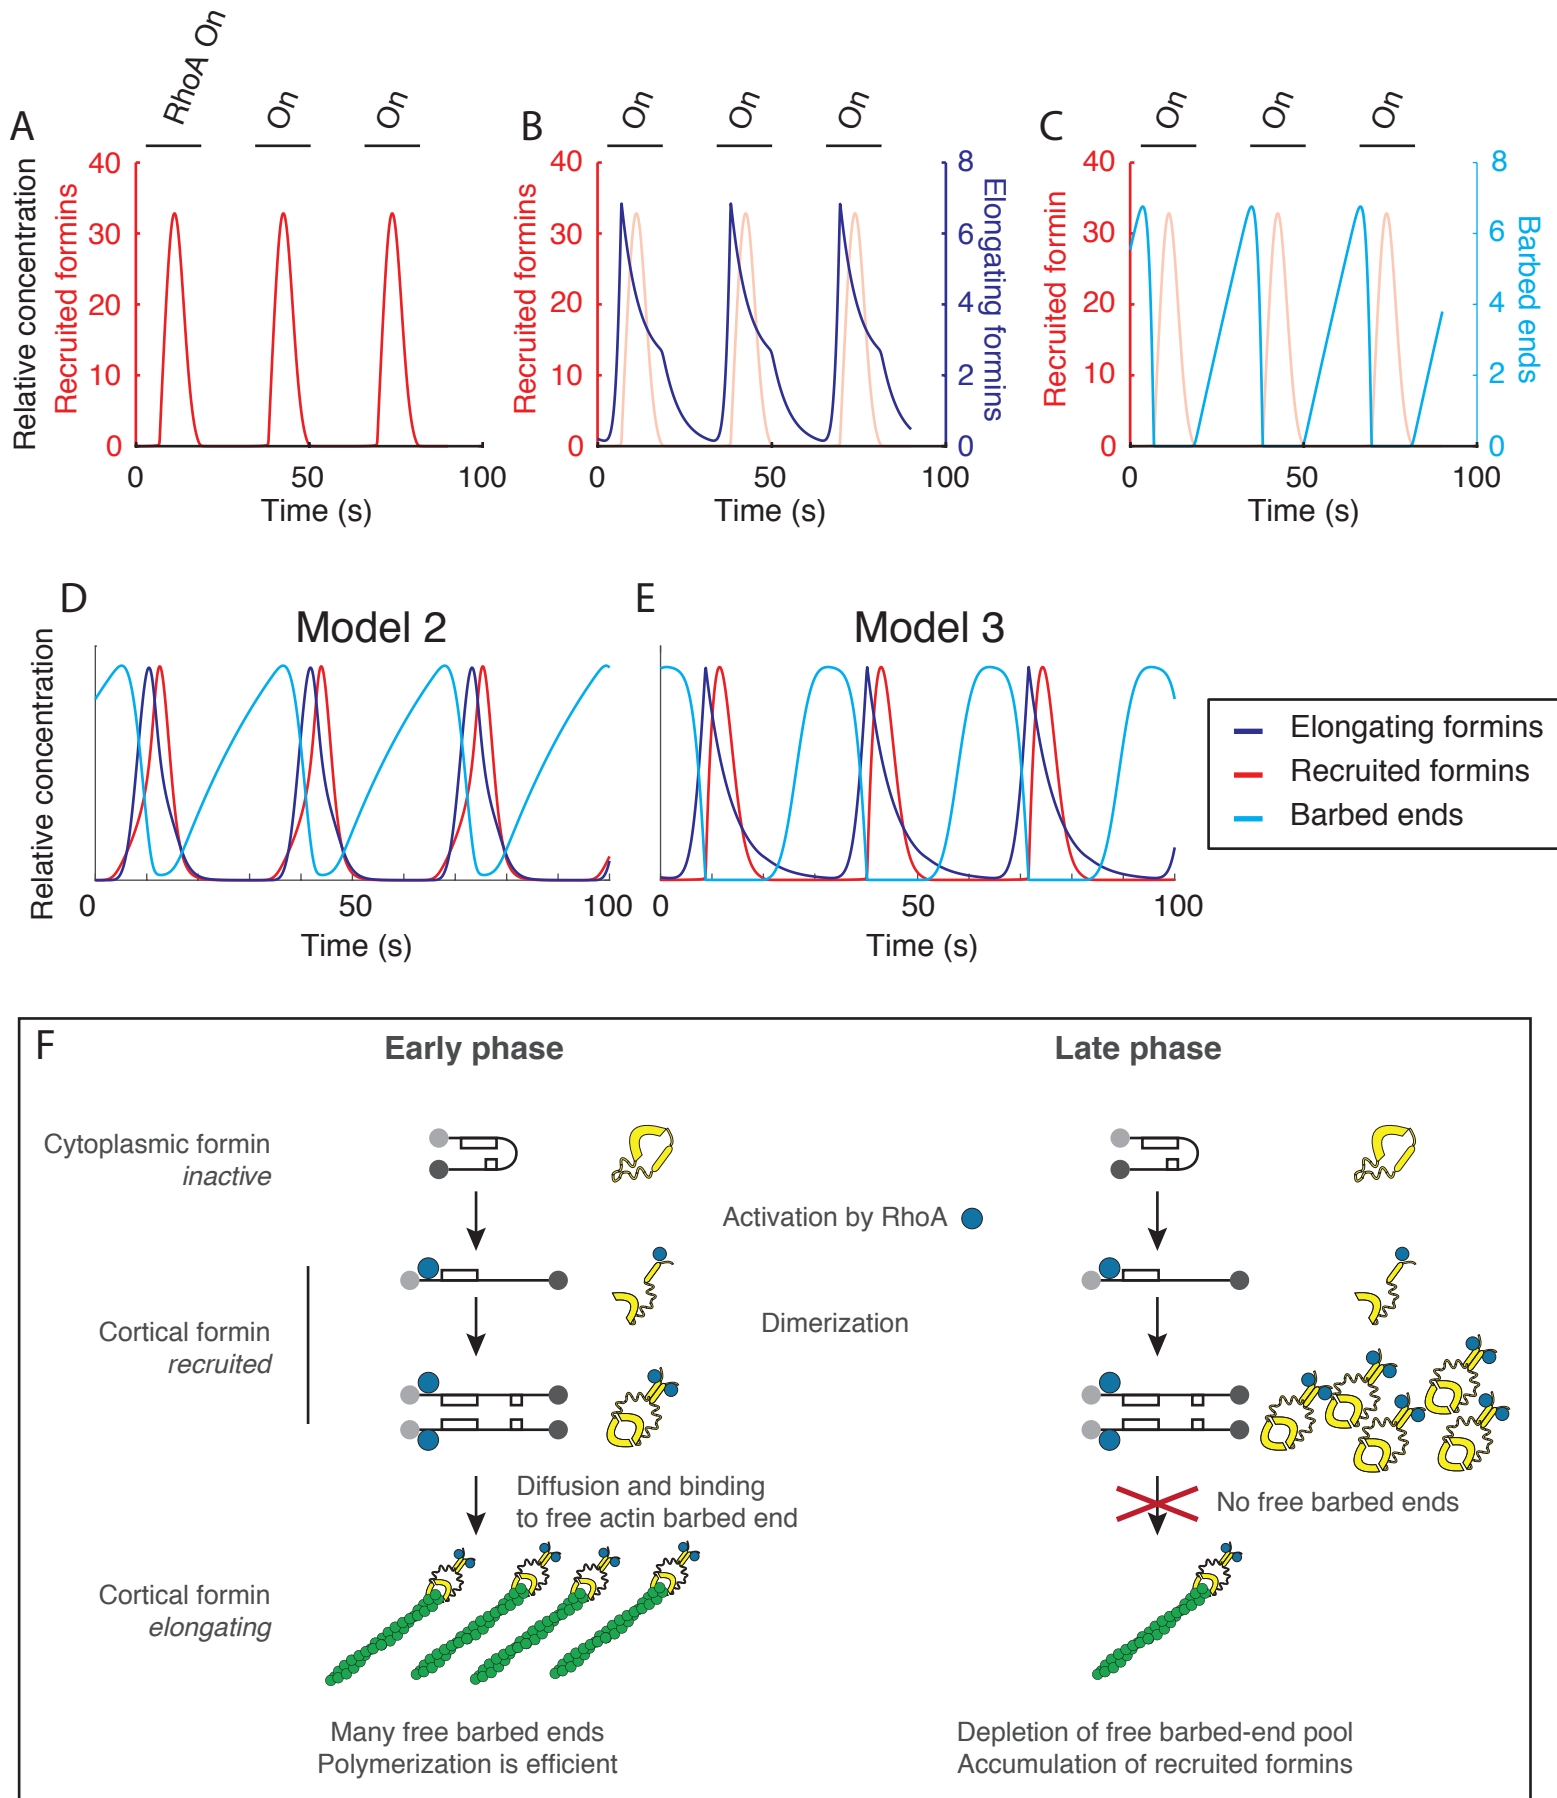 A
RhoA On
On
On
Relative concentration
Recruited formins
40
30
20
10
0
0
50
100
Time (s)
B
On
On
On
Recruited formins
40
30
20
10
0
8
6
4
2
0
Elongating formins
0
50
100
Time (s)
C
On
On
On
Recruited formin
40
30
20
10
0
8
6
4
2
0
Barbed ends
0
50
100
Time (s)
D
Model 2
Relative concentration
0
50
100
Time (s)
E
Model 3
0
50
100
Time (s)
Elongating formins
Recruited formins
Barbed ends
F
Early phase
Late phase
Cytoplasmic formin
inactive
Activation by RhoA
Cortical formin
recruited
Dimerization
Diffusion and binding
to free actin barbed end
No free barbed ends
Cortical formin
elongating
Many free barbed ends
Polymerization is efficient
Depletion of free barbed-end pool
Accumulation of recruited formins